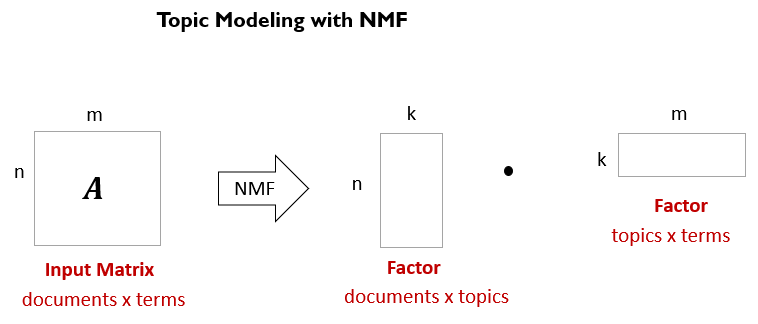 Topic Modeling with NMF
m
n
A
Input Matrix
documents x terms
NMF
k
n
Factor
documents x topics
•
m
k
Factor
topics x terms